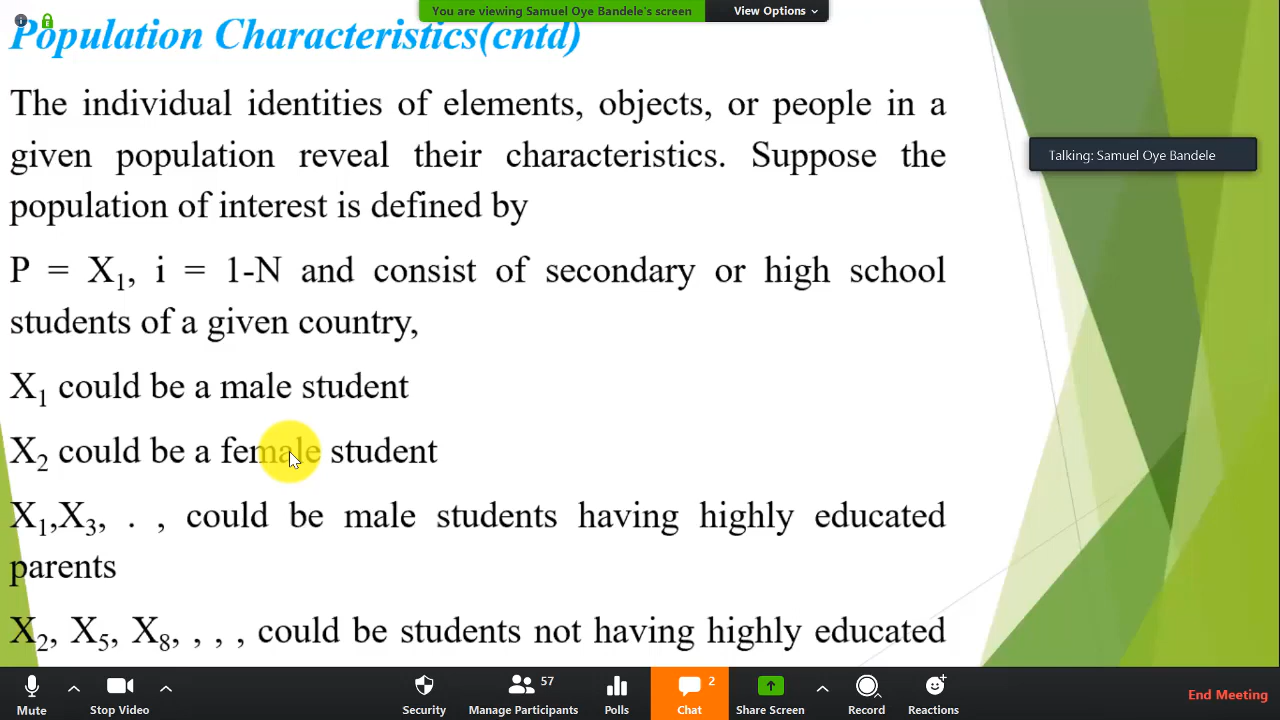 You are viewing Samuel Oye Bandele's screen
View Options
Population Characteristics(cntd)
The individual identities of elements, objects, or people in a
given population reveal their characteristics. Suppose the
population of interest is defined by
P = X₁, i = 1-N and consist of secondary or high school
students of a given country,
X₁ could be a male student
X₂ could be a female student
X₁,X₃, . , could be male students having highly educated
parents
X₂, X₅, X₈, , , , could be students not having highly educated
Talking: Samuel Oye Bandele
Mute
Stop Video
Security
57
Manage Participants
Polls
2
Chat
Share Screen
Record
Reactions
End Meeting